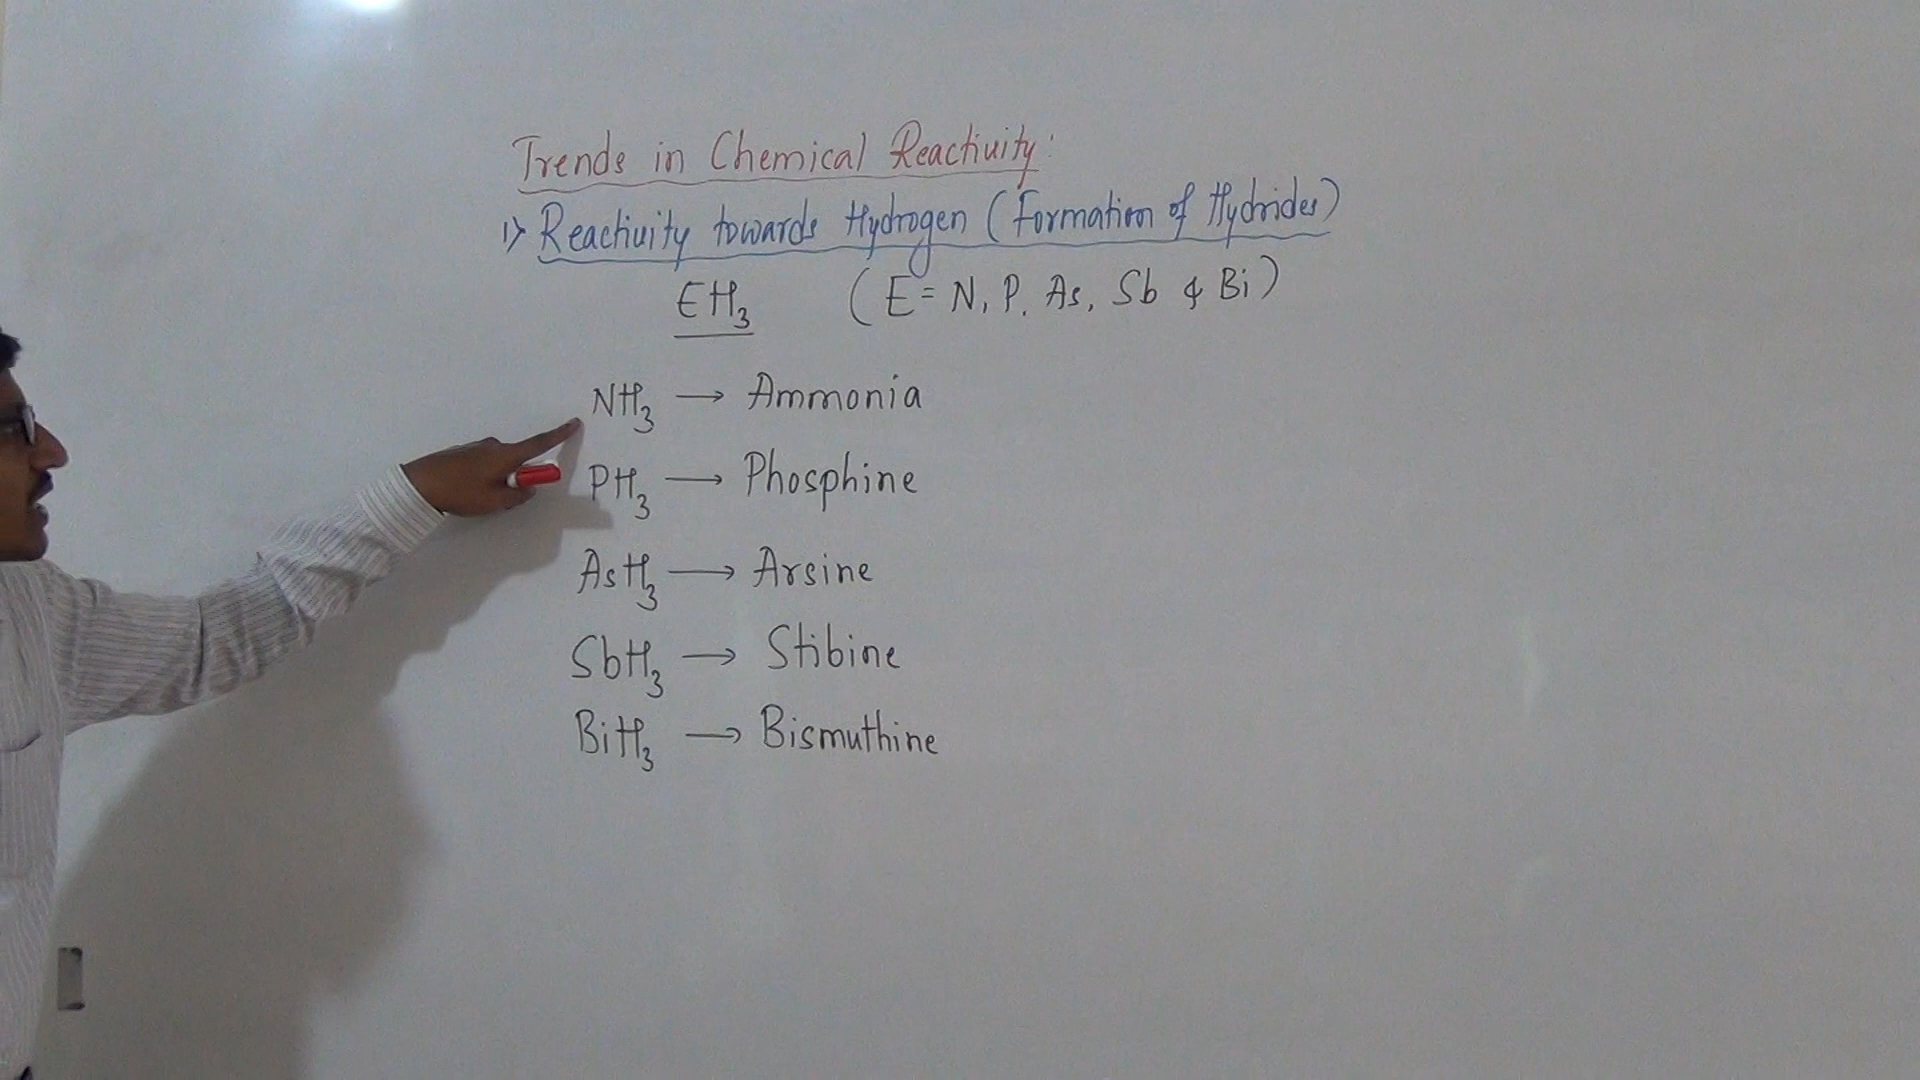 Trends in Chemical Reactivity:
1) Reactivity towards Hydrogen (Formation of Hydrides)
EH₃ (E = N, P, As, Sb & Bi)
NH₃ → Ammonia
PH₃ → Phosphine
AsH₃ → Arsine
SbH₃ → Stibine
BiH₃ → Bismuthine